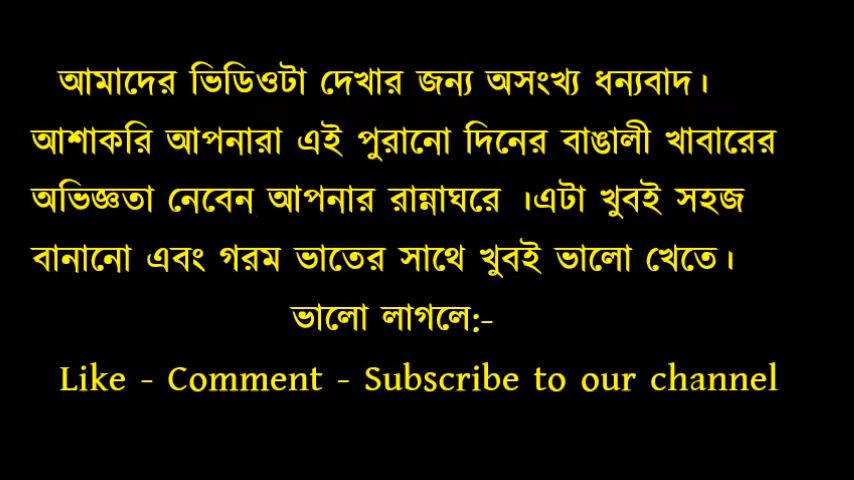 আমাদের ভিডিওটা দেখার জন্য অসংখ্য ধন্যবাদ।
আশাকরি আপনারা এই পুরানো দিনের বাঙালী খাবারের
অভিজ্ঞতা নেবেন আপনার রান্নাঘরে ।এটা খুবই সহজ
বানানো এবং গরম ভাতের সাথে খুবই ভালো খেতে।
ভালো লাগলে:-
Like - Comment - Subscribe to our channel